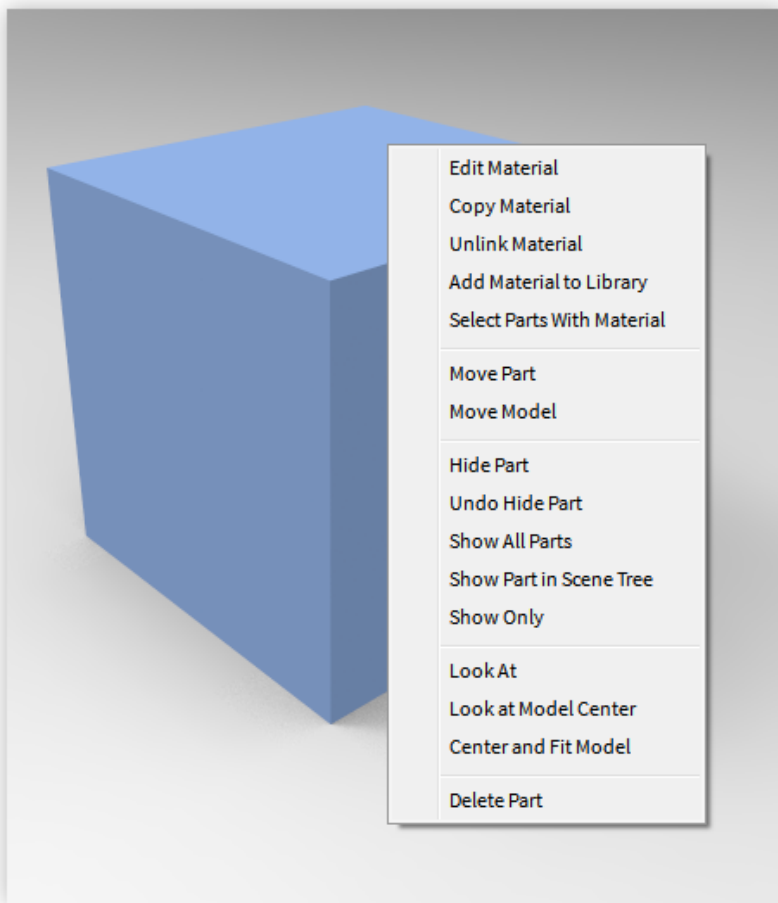 Edit Material
Copy Material
Unlink Material
Add Material to Library
Select Parts With Material
Move Part
Move Model
Hide Part
Undo Hide Part
Show All Parts
Show Part in Scene Tree
Show Only
Look At
Look at Model Center
Center and Fit Model
Delete Part